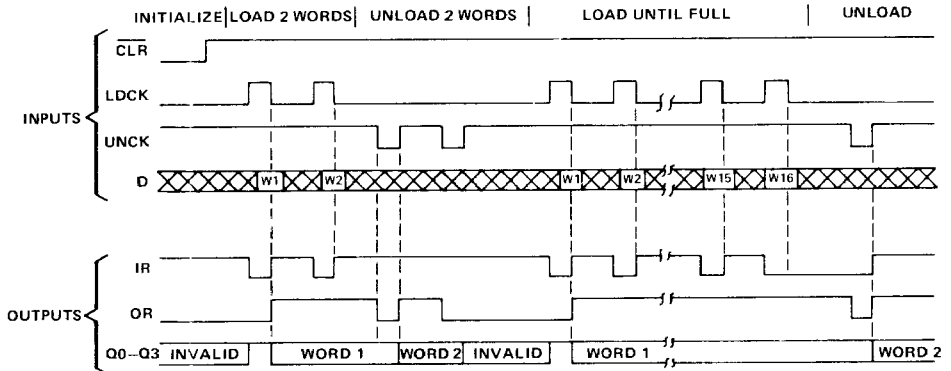 INITIALIZE LOAD 2 WORDS UNLOAD 2 WORDS LOAD UNTIL FULL UNLOAD
CLR
LDCK
INPUTS
UNCK
D W1 W2 W1 W2 W15 W16
IR
OUTPUTS
OR
Q0–Q3 INVALID WORD 1 WORD 2 INVALID WORD 1 WORD 2